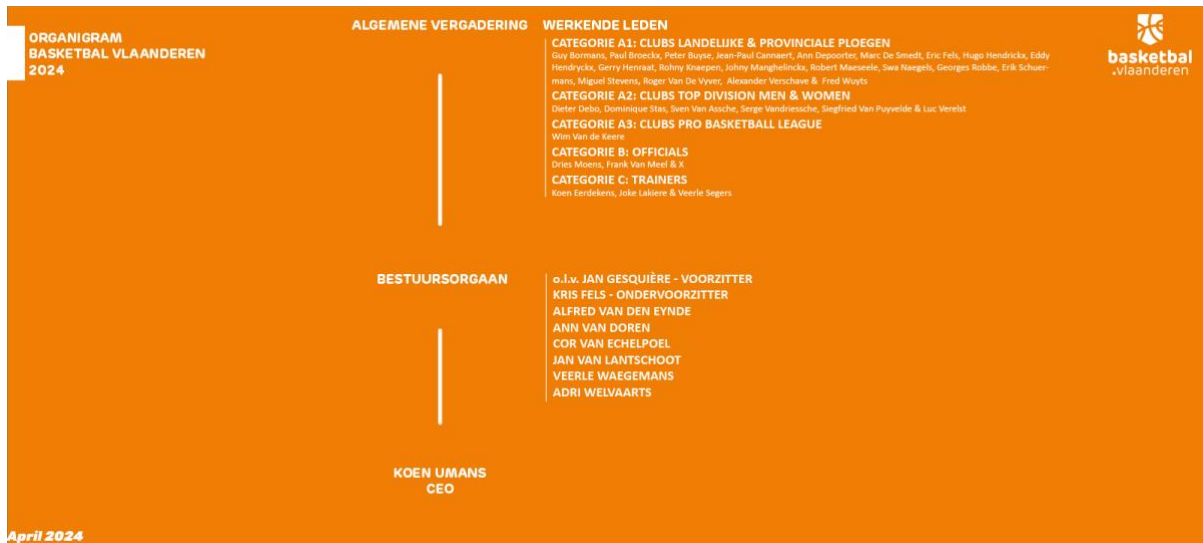 ORGANIGRAM
BASKETBAL VLAANDEREN
2024
ALGEMENE VERGADERING
WERKENDE LEDEN
CATEGORIE A1: CLUBS LANDELIJKE & PROVINCIALE PLOEGEN
Guy Bormans, Paul Broeckx, Peter Buyse, Jean-Paul Cannaert, Ann Depoorter, Marc De Smedt, Eric Fels, Hugo Hendrickx, Eddy
Hendryckx, Gerry Henraat, Rohny Knaepen, Johny Manghelinckx, Robert Maeseele, Swa Naegels, Georges Robbe, Erik Schuer-
mans, Miguel Stevens, Roger Van De Vyver, Alexander Verschave & Fred Wuyts
CATEGORIE A2: CLUBS TOP DIVISION MEN & WOMEN
Dieter Debo, Dominique Stas, Sven Van Assche, Serge Vandriessche, Siegfried Van Puyvelde & Luc Verelst
CATEGORIE A3: CLUBS PRO BASKETBALL LEAGUE
Wim Van de Keere
CATEGORIE B: OFFICIALS
Dries Moens, Frank Van Meel & X
CATEGORIE C: TRAINERS
Koen Eerdekens, Joke Lakiere & Veerle Segers
basketbal
.vlaanderen
BESTUURSORGAAN
o.l.v. JAN GESQUIÈRE - VOORZITTER
KRIS FELS - ONDERVOORZITTER
ALFRED VAN DEN EYNDE
ANN VAN DOREN
COR VAN ECHELPOEL
JAN VAN LANTSCHOOT
VEERLE WAEGEMANS
ADRI WELVAARTS
KOEN UMANS
CEO
April 2024